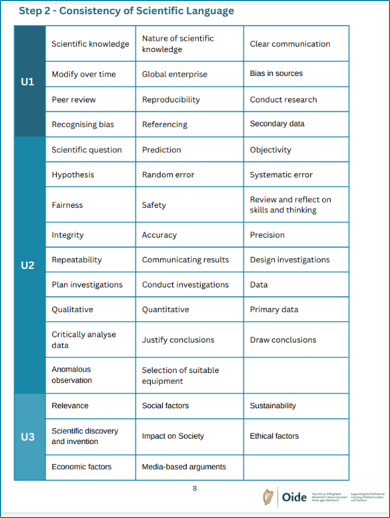 Step 2 - Consistency of Scientific Language
U1
Scientific knowledge
Nature of scientific
knowledge
Clear communication
Modify over time
Global enterprise
Bias in sources
Peer review
Reproducibility
Conduct research
Recognising bias
Referencing
Secondary data
U2
Scientific question
Prediction
Objectivity
Hypothesis
Random error
Systematic error
Fairness
Safety
Review and reflect on
skills and thinking
Integrity
Accuracy
Precision
Repeatability
Communicating results
Design investigations
Plan investigations
Conduct investigations
Data
Qualitative
Quantitative
Primary data
Critically analyse
data
Justify conclusions
Draw conclusions
Anomalous
observation
Selection of suitable
equipment
U3
Relevance
Social factors
Sustainability
Scientific discovery
and invention
Impact on Society
Ethical factors
Economic factors
Media-based arguments
8
Oide